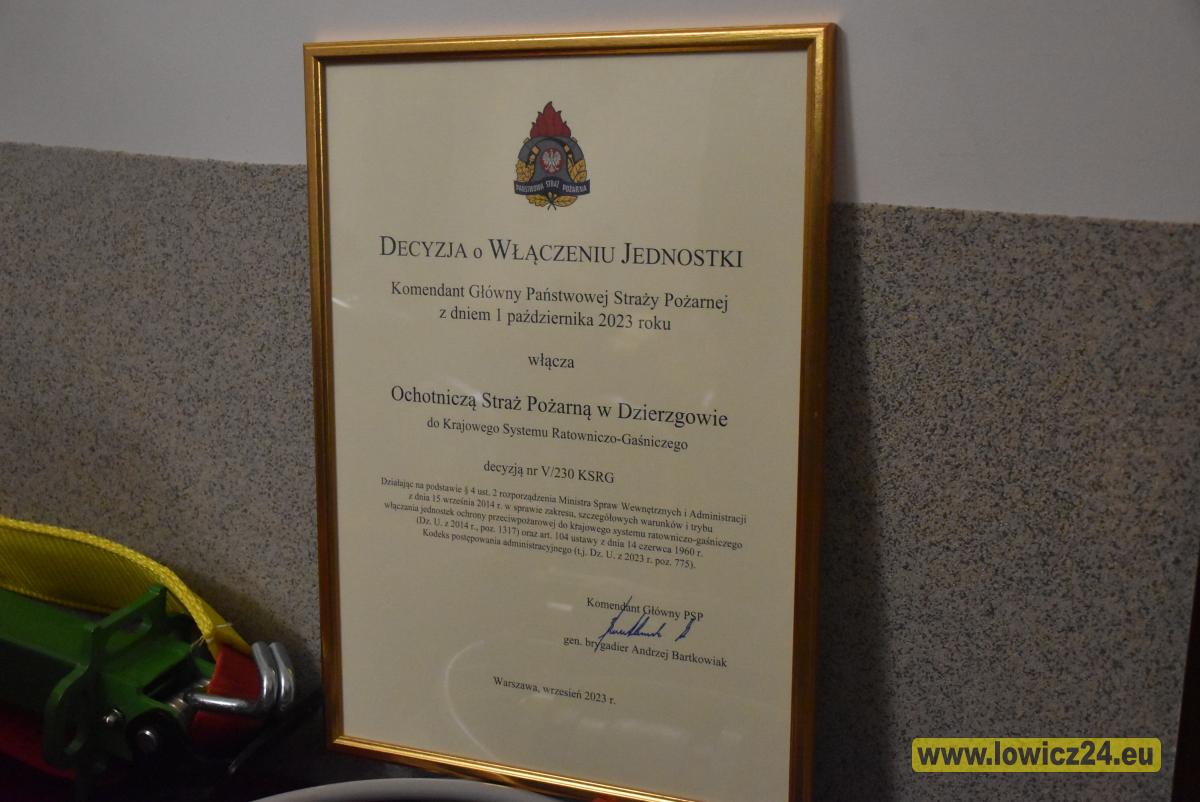 PAŃSTWOWA STRAŻ POŻARNA
DECYZJA O WŁĄCZENIU JEDNOSTKI
Komendant Główny Państwowej Straży Pożarnej
z dniem 1 października 2023 roku
włącza
Ochotniczą Straż Pożarną w Dzierzgowie
do Krajowego Systemu Ratowniczo-Gaśniczego
decyzją nr V/230 KSRG
Działając na podstawie § 4 ust. 2 rozporządzenia Ministra Spraw Wewnętrznych i Administracji
z dnia 15 września 2014 r. w sprawie zakresu, szczegółowych warunków i trybu
włączania jednostek ochrony przeciwpożarowej do krajowego systemu ratowniczo-gaśniczego
(Dz. U. z 2014 r., poz. 1317) oraz art. 104 ustawy z dnia 14 czerwca 1960 r.
Kodeks postępowania administracyjnego (t.j. Dz. U. z 2023 r. poz. 775).
Komendant Główny PSP
gen. brygadier Andrzej Bartkowiak
Warszawa, wrzesień 2023 r.
www.lowicz24.eu